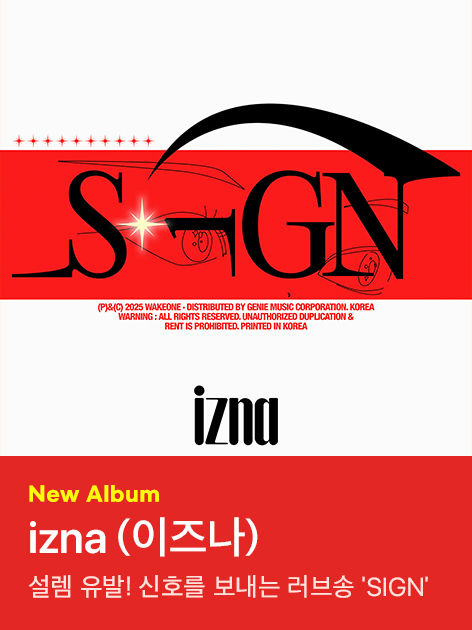 SIGN
(P)&(C) 2025 WAKEONE · DISTRIBUTED BY GENIE MUSIC CORPORATION. KOREA
WARNING : ALL RIGHTS RESERVED. UNAUTHORIZED DUPLICATION &
RENT IS PROHIBITED. PRINTED IN KOREA
izna
New Album
izna (이즈나)
설렘 유발! 신호를 보내는 러브송 'SIGN'